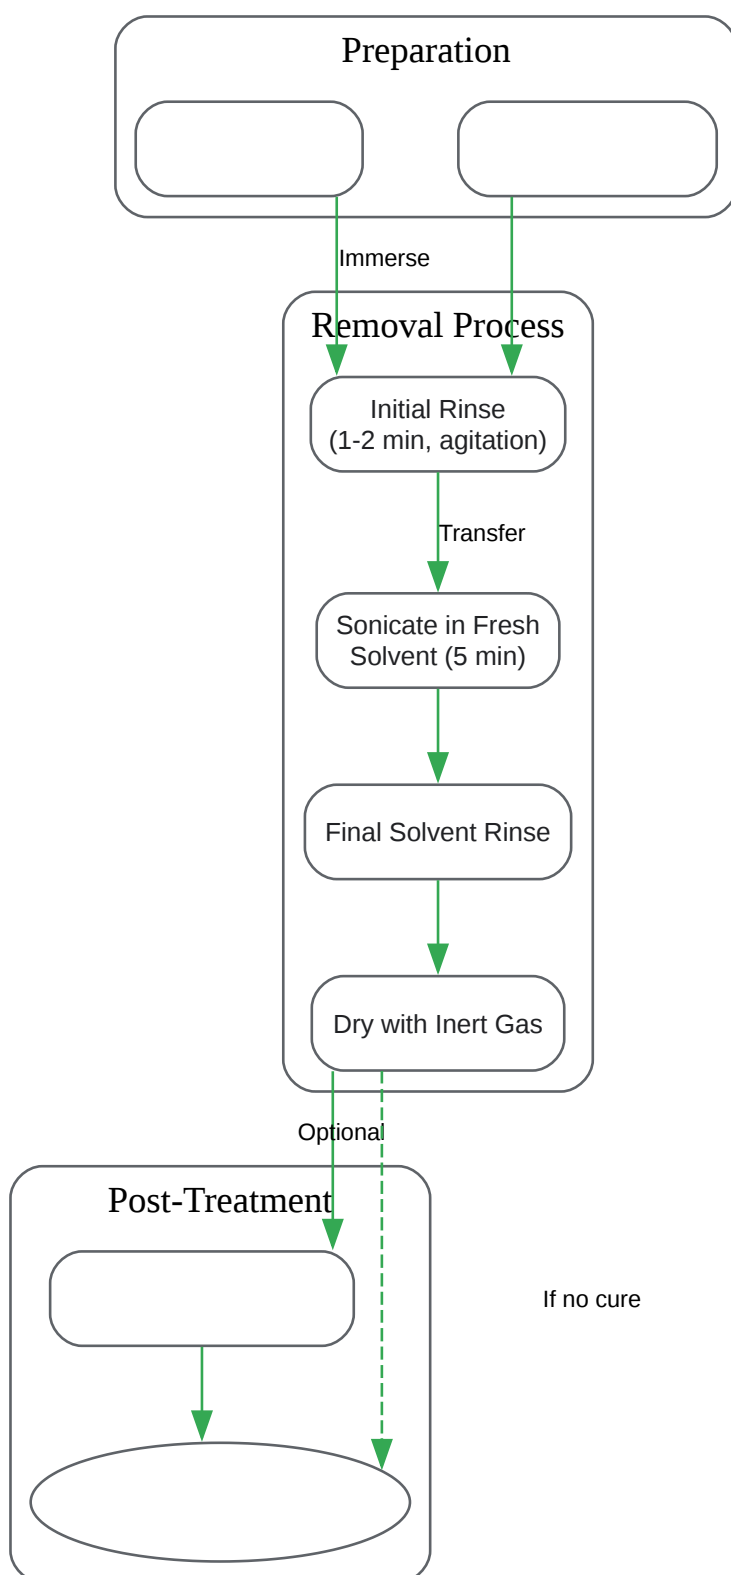 Preparation
Immerse
Removal Process
Initial Rinse
(1-2 min, agitation)
Transfer
Sonicate in Fresh
Solvent (5 min)
Final Solvent Rinse
Dry with Inert Gas
Optional
Post-Treatment
If no cure